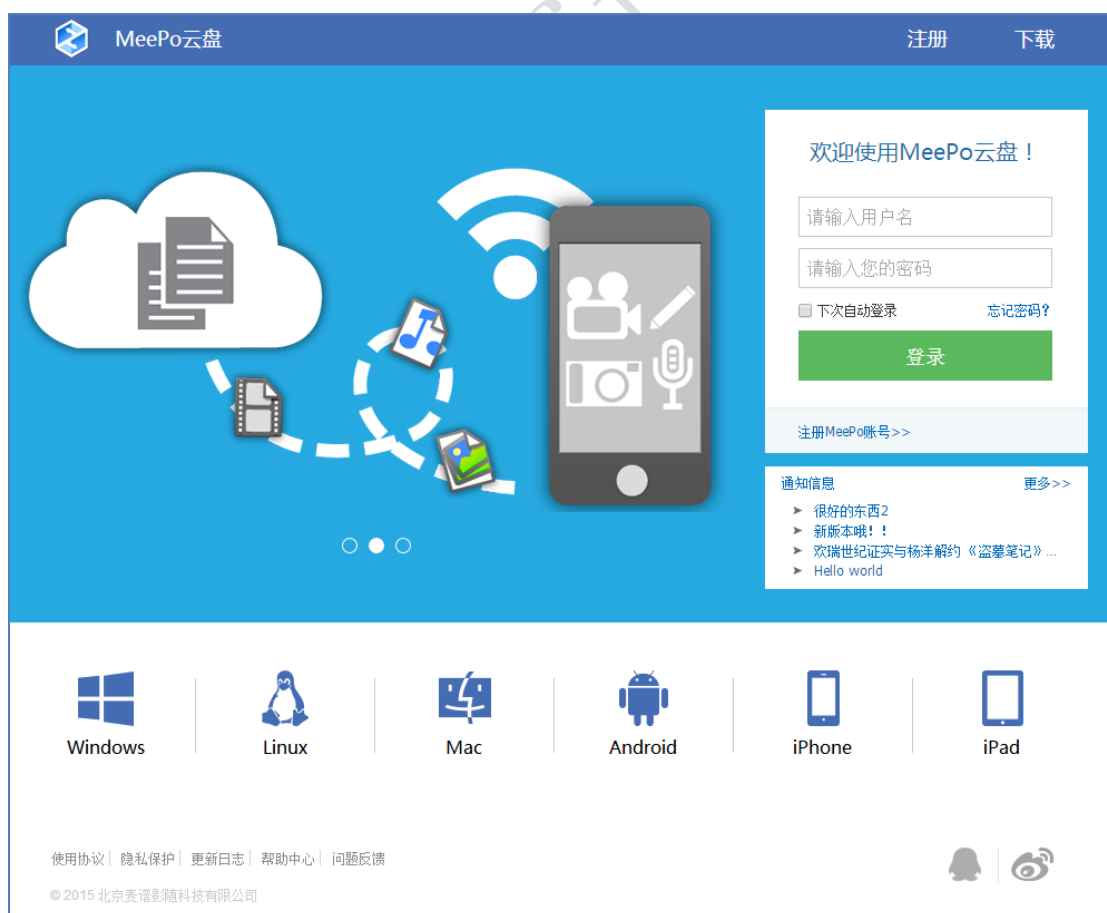 MeePo云盘 注册 下载
欢迎使用MeePo云盘！
请输入用户名
请输入您的密码
下次自动登录 忘记密码?
登录
注册MeePo账号>>
通知信息 更多>>
很好的东西2
新版本哦！！
欢瑞世纪证实与杨洋解约《盗墓笔记》...
Hello world
Windows Linux Mac Android iPhone iPad
使用协议 隐私保护 更新日志 帮助中心 问题反馈
© 2015 北京麦谱影随科技有限公司